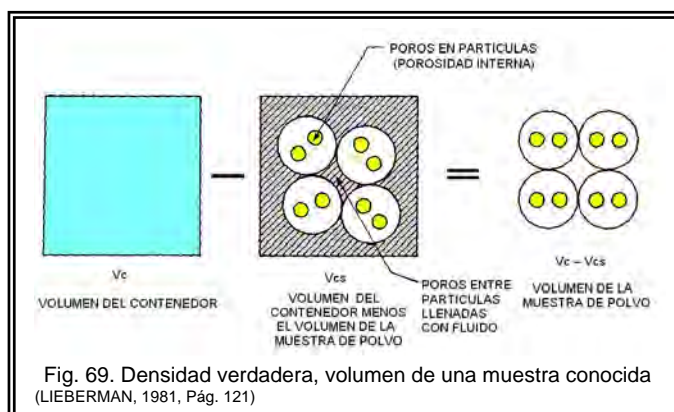 POROS EN PARTICULAS
(POROSIDAD INTERNA)
Vc
VOLUMEN DEL CONTENEDOR
Vcs
VOLUMEN DEL
CONTENEDOR MENOS
EL VOLUMEN DE LA
MUESTRA DE POLVO
POROS ENTRE
PARTICULAS
LLENADAS
CON FLUIDO
Vc – Vcs
VOLUMEN DE LA
MUESTRA DE POLVO
Fig. 69. Densidad verdadera, volumen de una muestra conocida
(LIEBERMAN, 1981, Pág. 121)